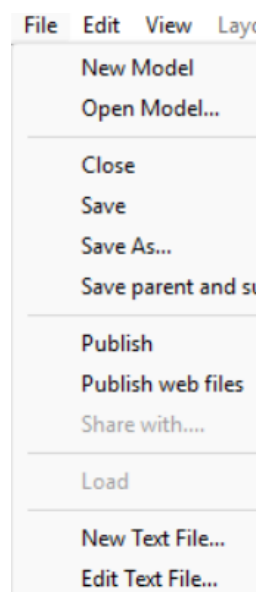 File Edit View Layo
New Model
Open Model...
Close
Save
Save As...
Save parent and su
Publish
Publish web files
Share with....
Load
New Text File...
Edit Text File...